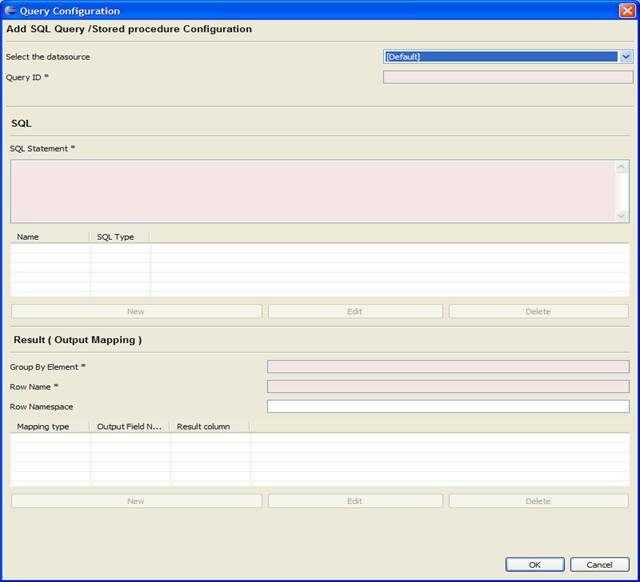 Query Configuration
Add SQL Query /Stored procedure Configuration
Select the datasource [Default]
Query ID *
SQL
SQL Statement *
Name SQL Type
New Edit Delete
Result ( Output Mapping )
Group By Element *
Row Name *
Row Namespace
Mapping type Output Field N... Result column
New Edit Delete
OK Cancel